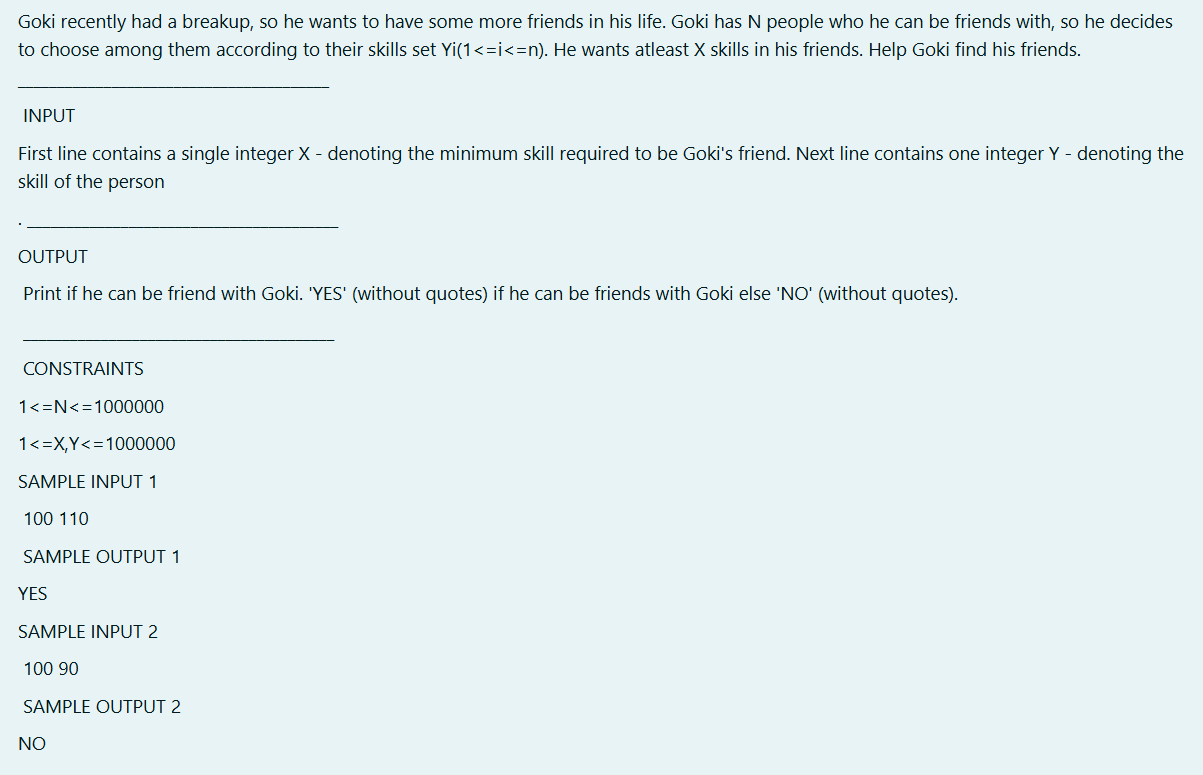 Goki recently had a breakup, so he wants to have some more friends in his life. Goki has N people who he can be friends with, so he decides
to choose among them according to their skills set Yi(1<=i<=n). He wants atleast X skills in his friends. Help Goki find his friends.
INPUT
First line contains a single integer X - denoting the minimum skill required to be Goki's friend. Next line contains one integer Y - denoting the
skill of the person
.
OUTPUT
Print if he can be friend with Goki. 'YES' (without quotes) if he can be friends with Goki else 'NO' (without quotes).
CONSTRAINTS
1<=N<=1000000
1<=X,Y<=1000000
SAMPLE INPUT 1
100 110
SAMPLE OUTPUT 1
YES
SAMPLE INPUT 2
100 90
SAMPLE OUTPUT 2
NO